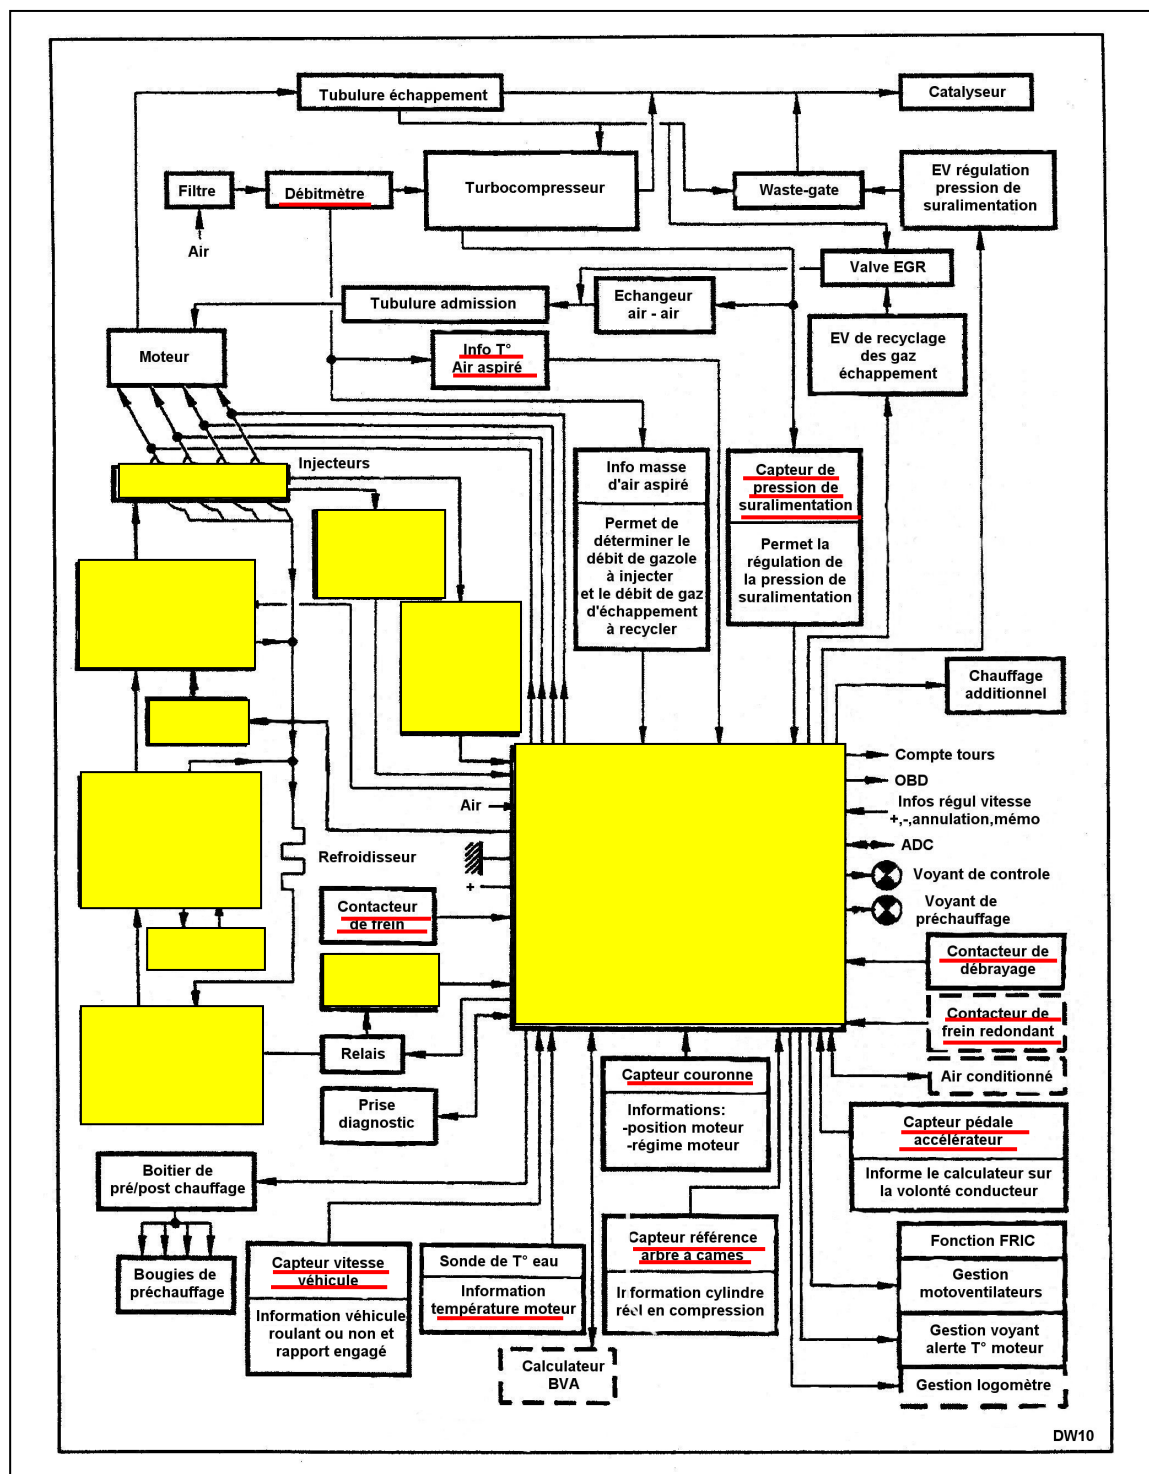 Tubulure échappement
Catalyseur
Filtre
Débitmètre
Turbocompresseur
Waste-gate
EV régulation
pression de
suralimentation
Air
Valve EGR
Tubulure admission
Echangeur
air - air
Moteur
Info T°
Air aspiré
EV de recyclage
des gaz
échappement
Injecteurs
Info masse
d'air aspiré
Permet de
déterminer le
débit de gazole
à injecter
et le débit de gaz
d'échappement
à recycler
Capteur de
pression de
suralimentation
Permet la
régulation de
la pression de
suralimentation
Chauffage
additionnel
Compte tours
OBD
Infos régul vitesse
+,-,annulation,mémo
ADC
Voyant de controle
Voyant de
préchauffage
Air
Refroidisseur
+
Contacteur
de frein
Contacteur de
débrayage
Contacteur de
frein redondant
Air conditionné
Relais
Prise
diagnostic
Capteur couronne
Informations:
-position moteur
-régime moteur
Capteur pédale
accélérateur
Informe le calculateur sur
la volonté conducteur
Boitier de
pré/post chauffage
Bougies de
préchauffage
Capteur vitesse
véhicule
Information véhicule
roulant ou non et
rapport engagé
Sonde de T° eau
Information
température moteur
Capteur référence
arbre a cames
Information cylindre
réel en compression
Calculateur
BVA
Fonction FRIC
Gestion
motoventilateurs
Gestion voyant
alerte T° moteur
Gestion logomètre
DW10